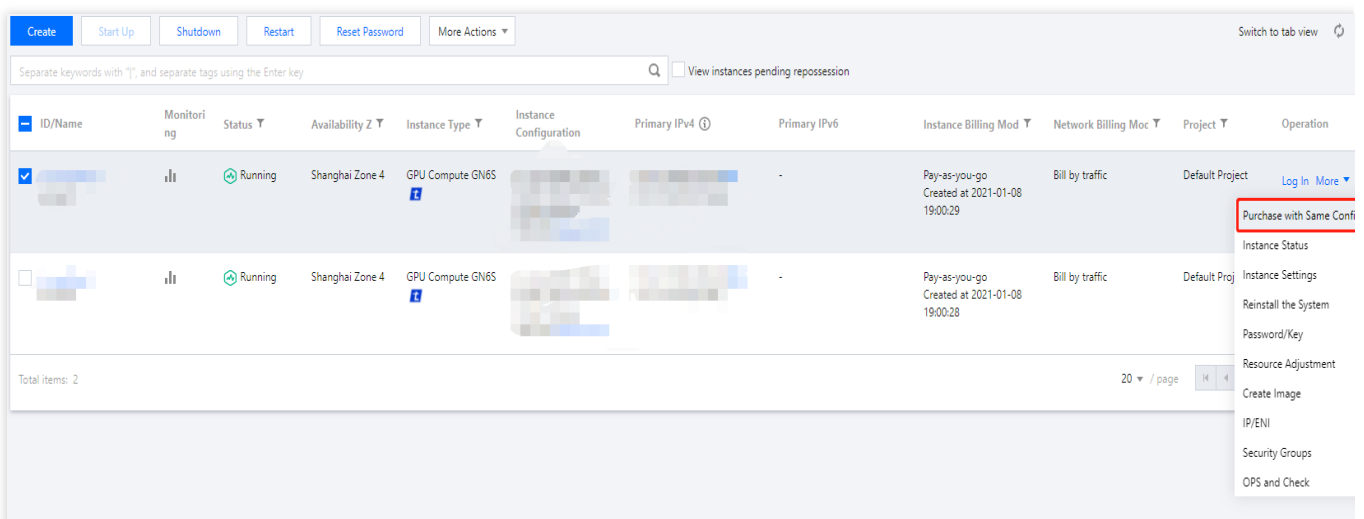 Create
Start Up
Shutdown
Restart
Reset Password
More Actions
Switch to tab view
Separate keywords with "|", and separate tags using the Enter key
View instances pending repossession
ID/Name
Monitori
ng
Status
Availability Z
Instance Type
Instance
Configuration
Primary IPv4
Primary IPv6
Instance Billing Mod
Network Billing Moc
Project
Operation
Running
Shanghai Zone 4
GPU Compute GN6S
t
-
Pay-as-you-go
Created at 2021-01-08
19:00:29
Bill by traffic
Default Project
Log In More
Purchase with Same Confi
Instance Status
Instance Settings
Reinstall the System
Password/Key
Resource Adjustment
Create Image
IP/ENI
Security Groups
OPS and Check
Running
Shanghai Zone 4
GPU Compute GN6S
t
-
Pay-as-you-go
Created at 2021-01-08
19:00:28
Bill by traffic
Default Proj
Total items: 2
20 / page